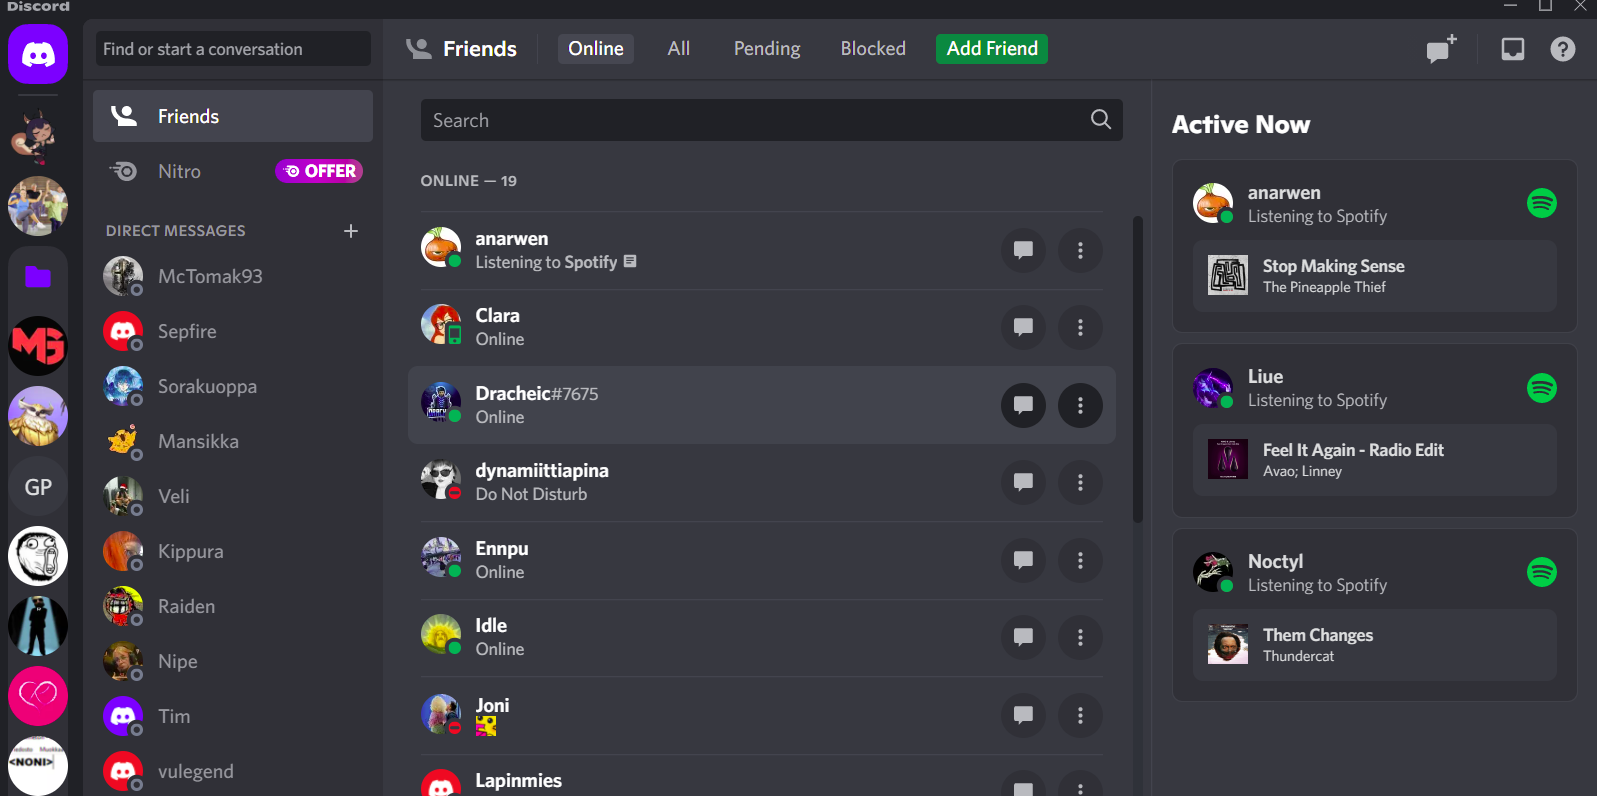 Discord
Find or start a conversation
Friends
Online
All
Pending
Blocked
Add Friend
Friends
Nitro
OFFER
DIRECT MESSAGES
McTomak93
Sepfire
Sorakuoppa
Mansikka
Veli
Kippura
Raiden
Nipe
Tim
vulegend
MG
GP
<NONI>
Search
ONLINE — 19
anarwen
Listening to Spotify
Clara
Online
Dracheic#7675
Online
dynamiittiapina
Do Not Disturb
Ennpu
Online
Idle
Online
Joni
Lapinmies
Active Now
anarwen
Listening to Spotify
Stop Making Sense
The Pineapple Thief
Liue
Listening to Spotify
Feel It Again - Radio Edit
Avao; Linney
Noctyl
Listening to Spotify
Them Changes
Thundercat